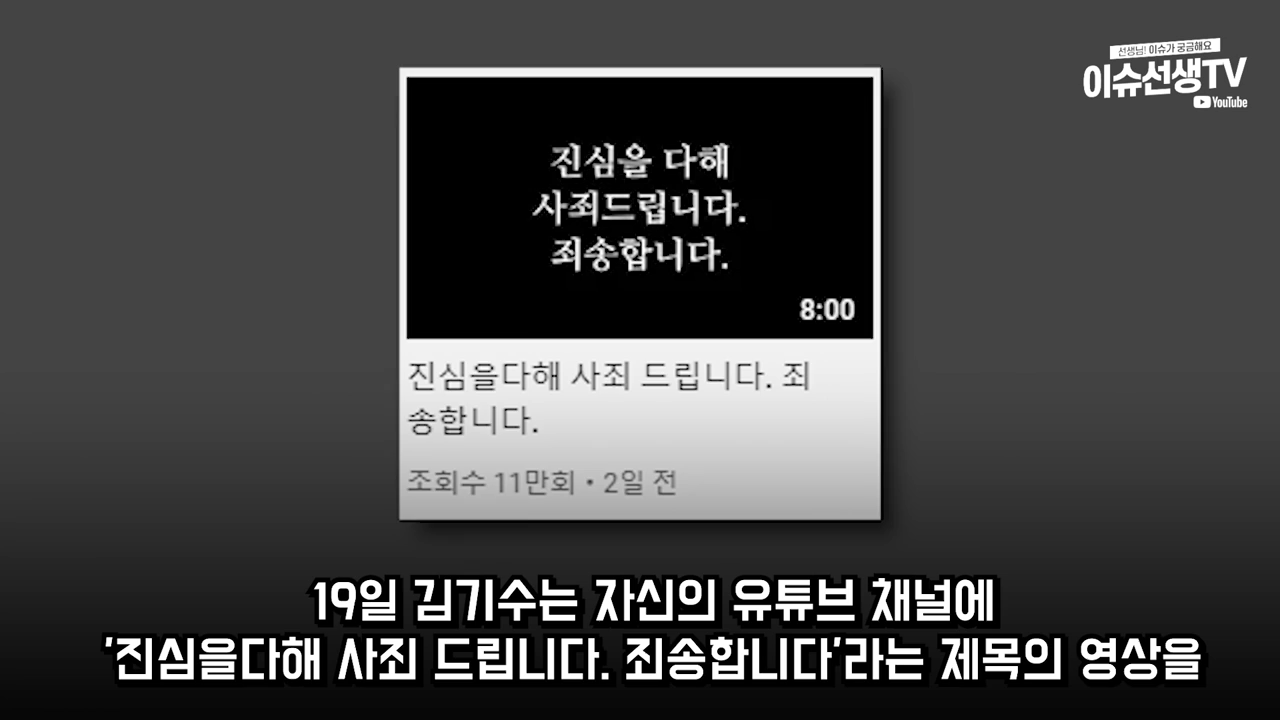 선생님! 이슈가 궁금해요
이슈선생TV
YouTube
진심을 다해
사죄드립니다.
죄송합니다.
8:00
진심을다해 사죄 드립니다. 죄
송합니다.
조회수 11만회 • 2일 전
19일 김기수는 자신의 유튜브 채널에
'진심을다해 사죄 드립니다. 죄송합니다'라는 제목의 영상을